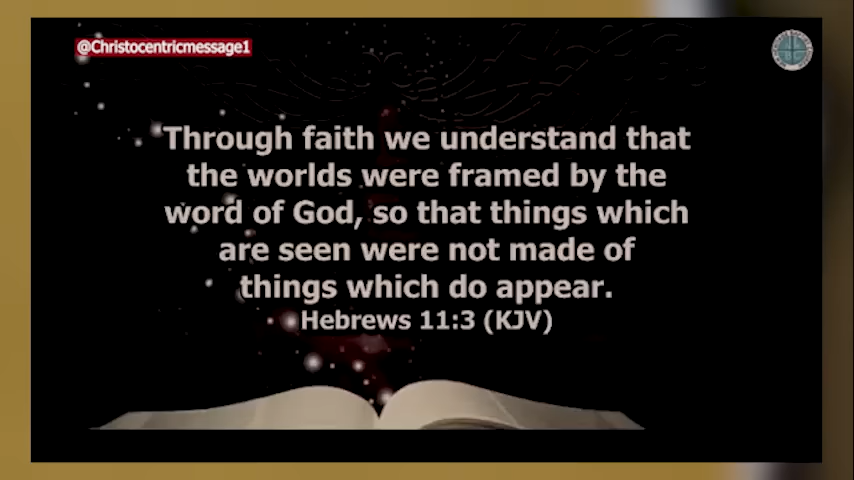 @Christocentricmessage1
Through faith we understand that
the worlds were framed by the
word of God, so that things which
are seen were not made of
things which do appear.
Hebrews 11:3 (KJV)